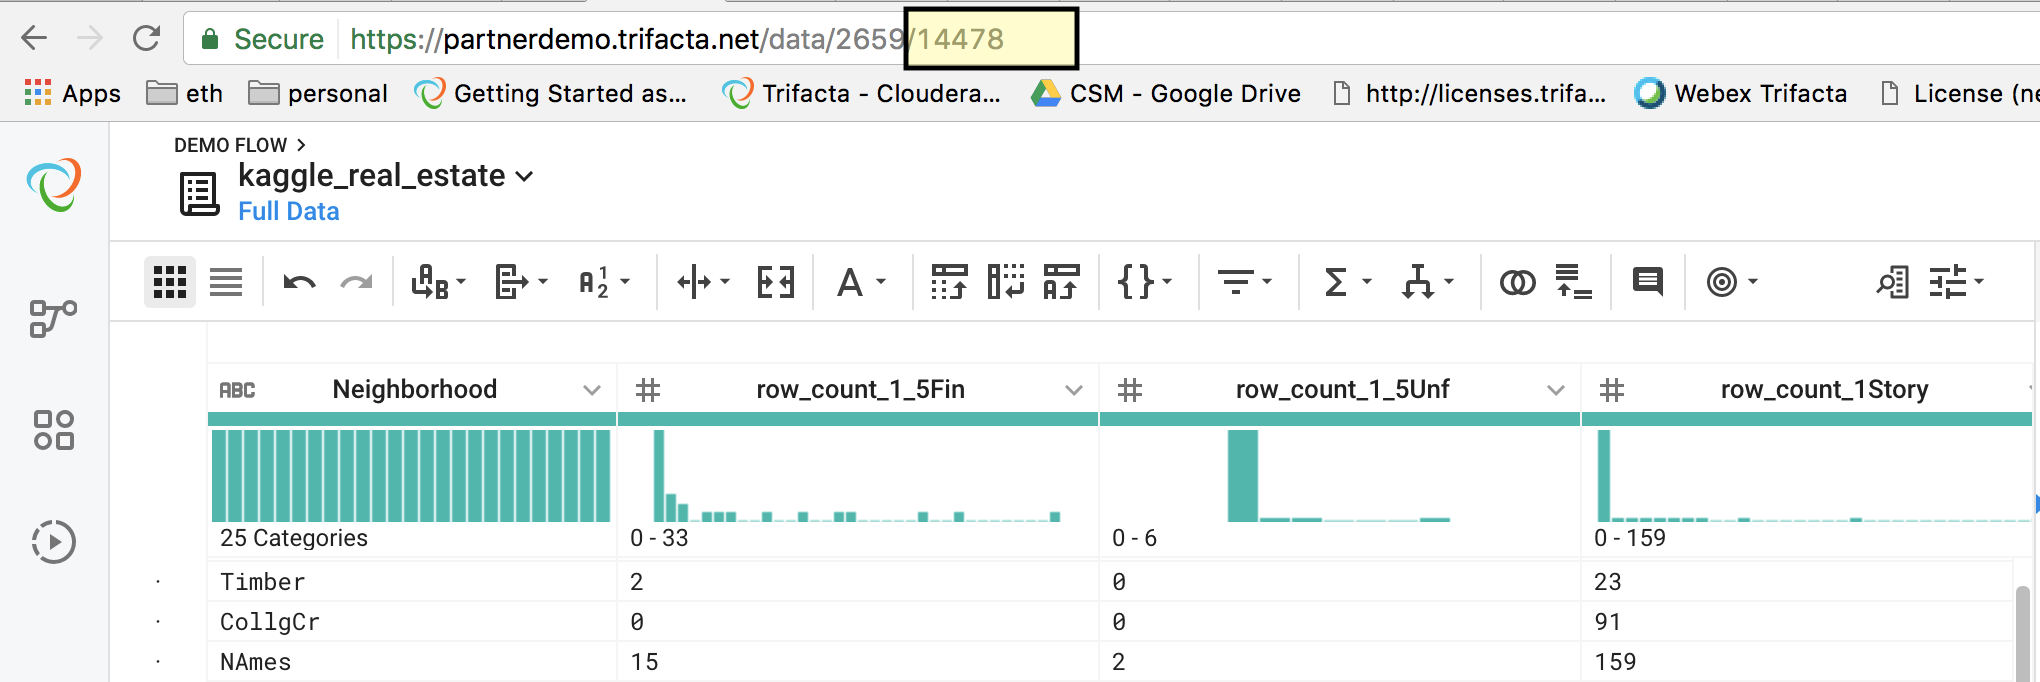 Secure https://partnerdemo.trifacta.net/data/2659/14478
Apps eth personal Getting Started as... Trifacta - Cloudera... CSM - Google Drive http://licenses.trifa... Webex Trifacta License (ne
DEMO FLOW >
kaggle_real_estate
Full Data
ABC Neighborhood # row_count_1_5Fin # row_count_1_5Unf # row_count_1Story
25 Categories 0 - 33 0 - 6 0 - 159
Timber 2 0 23
CollgCr 0 0 91
NAmes 15 2 159